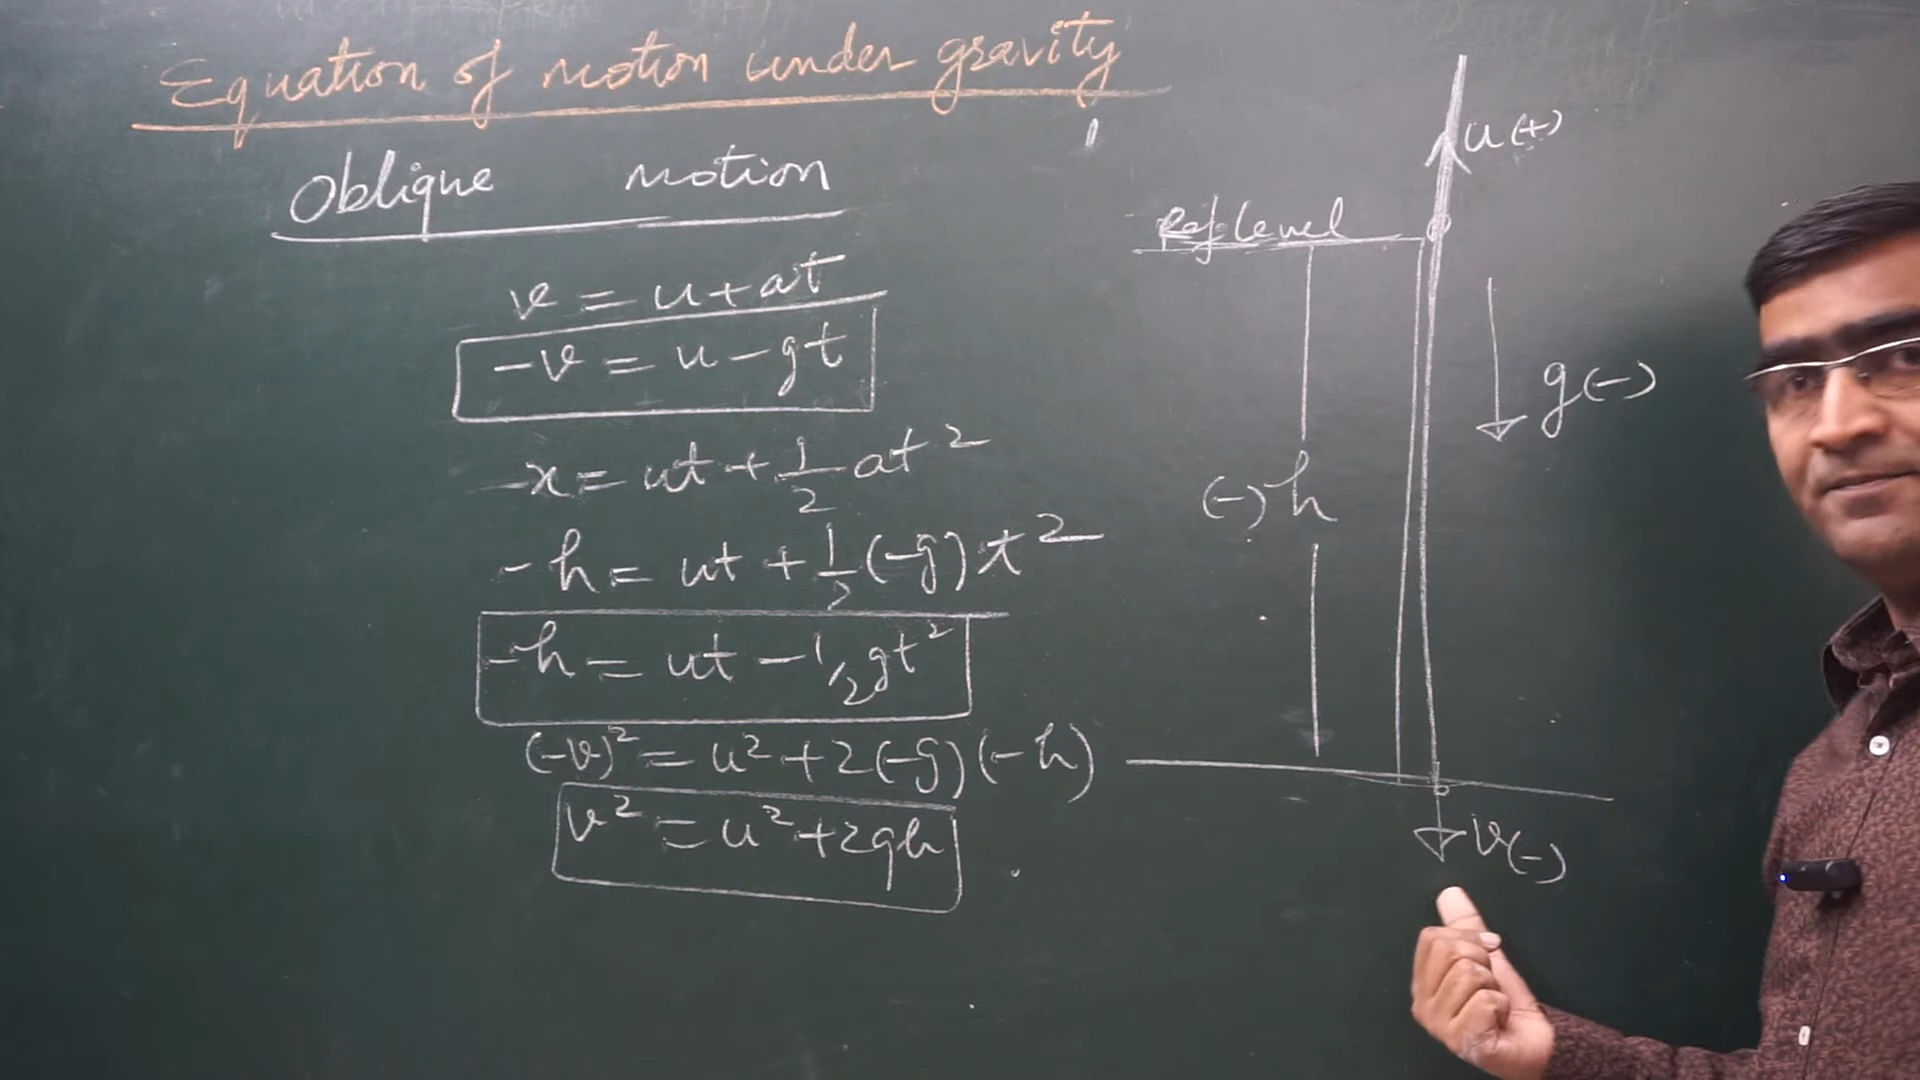 Equation of motion under gravity
Oblique motion
v = u + at
-v = u - gt
-x = ut + 1/2 at²
-h = ut + 1/2 (-g) t²
-h = ut - 1/2 gt²
(-v)² = u² + 2(-g)(-h)
v² = u² + 2gh
u(+)
Ref level
g(-)
(-)h
v(-)